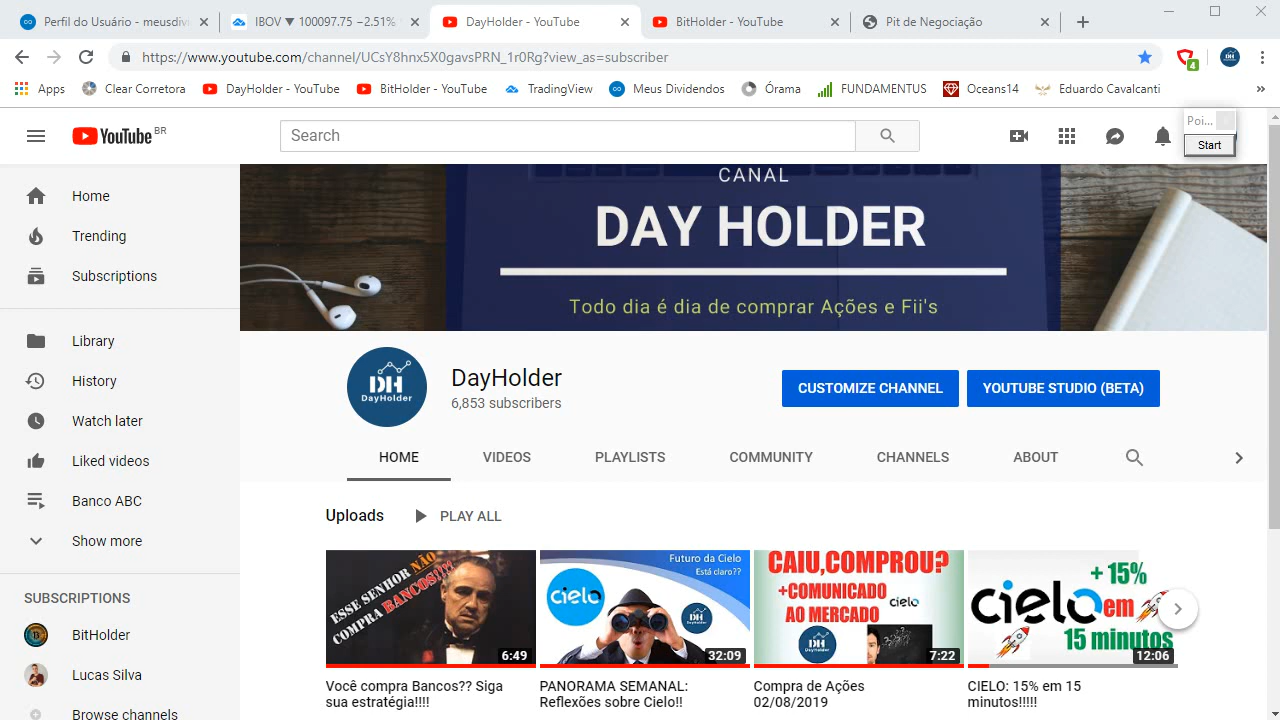 Perfil do Usuário - meusdivi
IBOV ▼ 100097.75 −2.51%
DayHolder - YouTube
BitHolder - YouTube
Pit de Negociação
https://www.youtube.com/channel/UCsY8hnx5X0gavsPRN_1r0Rg?view_as=subscriber
4
Apps
Clear Corretora
DayHolder - YouTube
BitHolder - YouTube
TradingView
Meus Dividendos
Órama
FUNDAMENTUS
Oceans14
Eduardo Cavalcanti
»
YouTube BR
Search
Poi...
Start
Home
Trending
Subscriptions
Library
History
Watch later
Liked videos
Banco ABC
Show more
SUBSCRIPTIONS
BitHolder
Lucas Silva
Browse channels
CANAL
DAY HOLDER
Todo dia é dia de comprar Ações e Fii's
DH
DayHolder
DayHolder
6,853 subscribers
CUSTOMIZE CHANNEL
YOUTUBE STUDIO (BETA)
HOME
VIDEOS
PLAYLISTS
COMMUNITY
CHANNELS
ABOUT
Uploads
PLAY ALL
ESSE SENHOR NÃO
COMPRA BANCOS!!!!
6:49
Você compra Bancos?? Siga
sua estratégia!!!!
Futuro da Cielo
Está claro??
cielo
DH
32:09
PANORAMA SEMANAL:
Reflexões sobre Cielo!!
CAIU,COMPROU?
+COMUNICADO
AO MERCADO
cielo
DH
DayHolder
7:22
Compra de Ações
02/08/2019
+ 15%
cielo em
15 minutos
12:06
CIELO: 15% em 15
minutos!!!!!